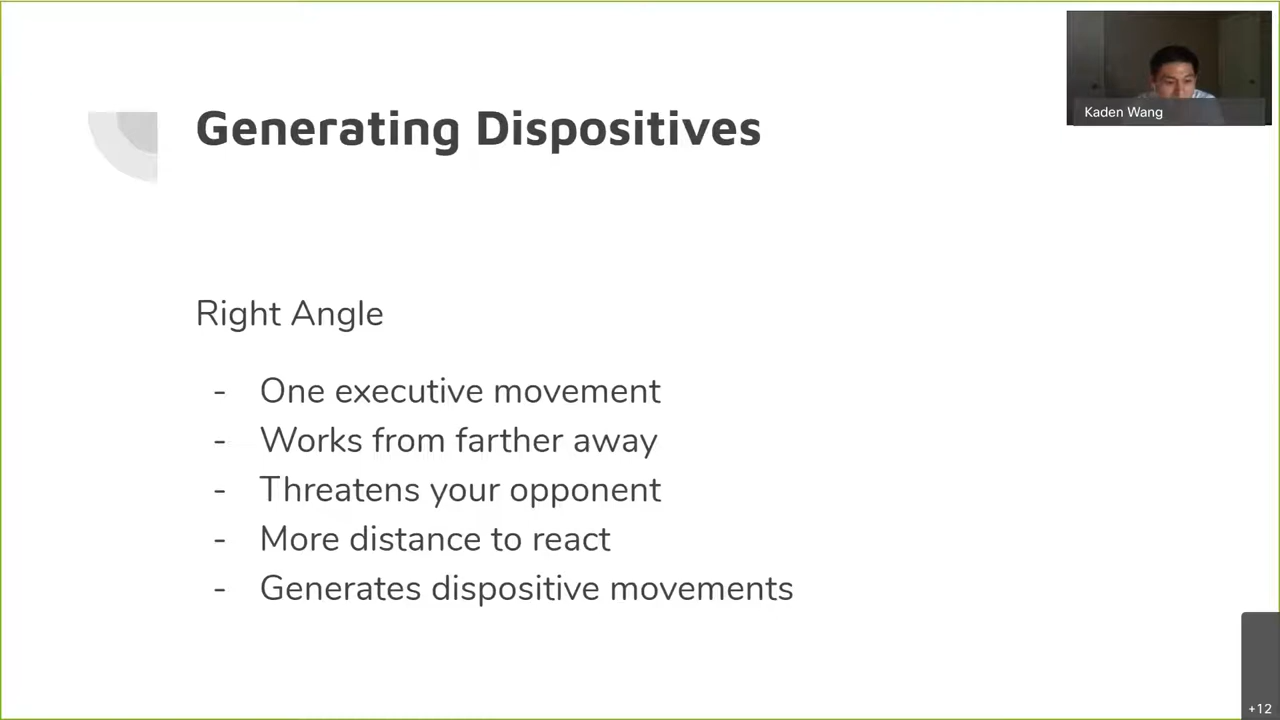 Kaden Wang
Generating Dispositives
Right Angle
- One executive movement
- Works from farther away
- Threatens your opponent
- More distance to react
- Generates dispositive movements
+12